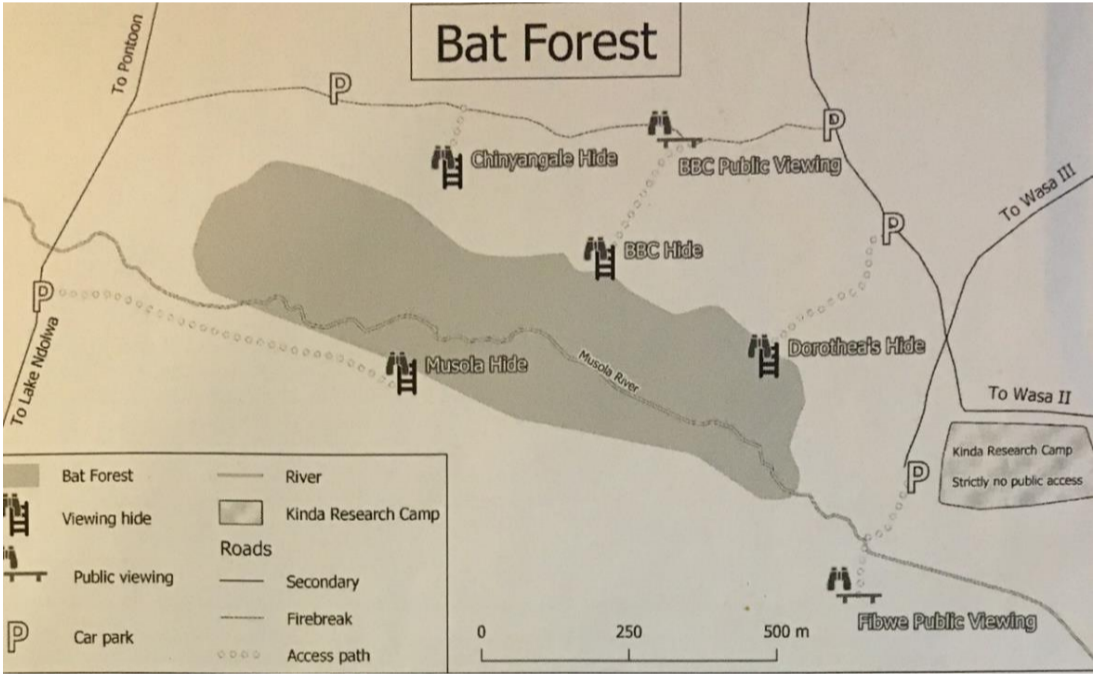 Bat Forest
To Pontoon
P
P
Chinyangale Hide
BBC Public Viewing
To Wasa III
P
BBC Hide
P
Dorothea's Hide
To Lake Ndolwa
Musola Hide
Musola River
To Wasa II
Kinda Research Camp
Strictly no public access
P
Fibwe Public Viewing
Bat Forest
Viewing hide
Public viewing
P
Car park
River
Kinda Research Camp
Roads
Secondary
Firebreak
Access path
0 250 500 m